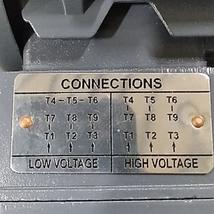 CONNECTIONS
T4-T5-T6 T4 T5 T6
T7 T8 T9 T7 T8 T9
T1 T2 T3 T1 T2 T3
LOW VOLTAGE HIGH VOLTAGE